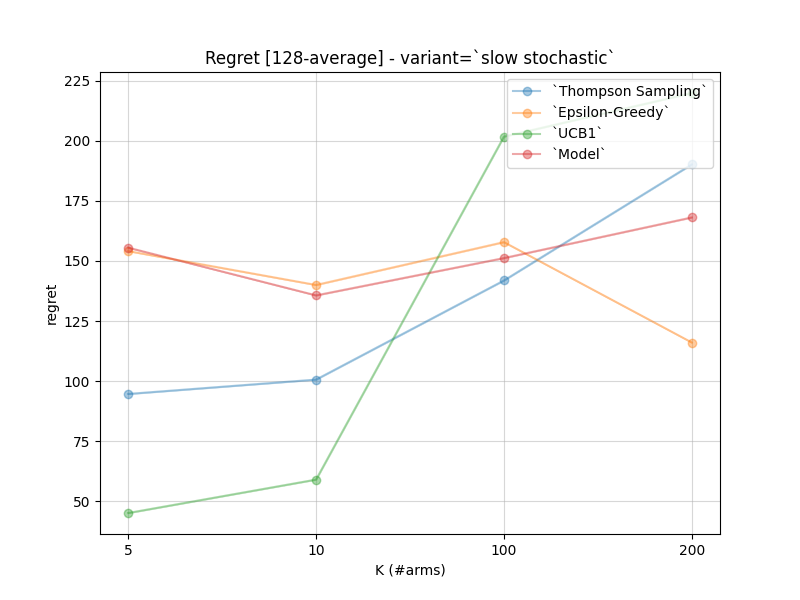 Regret [128-average] - variant=`slow stochastic`
225
200
175
150
125
100
75
50
regret
`Thompson Sampling`
`Epsilon-Greedy`
`UCB1`
`Model`
5
10
100
200
K (#arms)